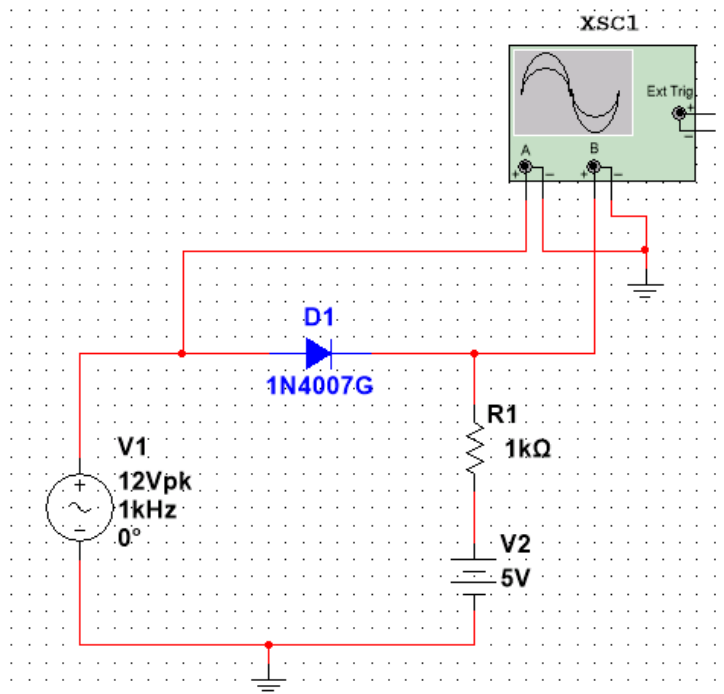 XSC1
Ext Trig
+
−
A
B
+
−
+
−
D1
1N4007G
V1
12Vpk
1kHz
0°
+
−
R1
1kΩ
V2
5V